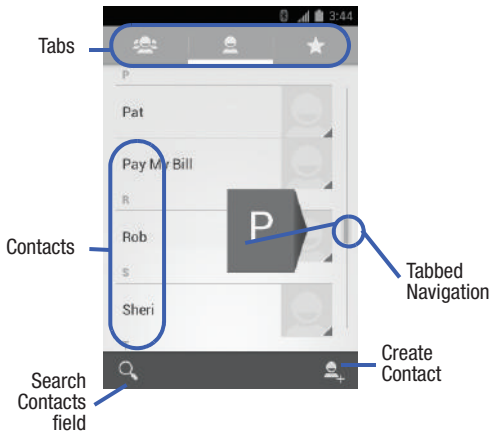 3:44
Tabs
P
Pat
Pay My Bill
R
Rob
P
Contacts
S
Sheri
Tabbed
Navigation
Search
Contacts
field
Create
Contact